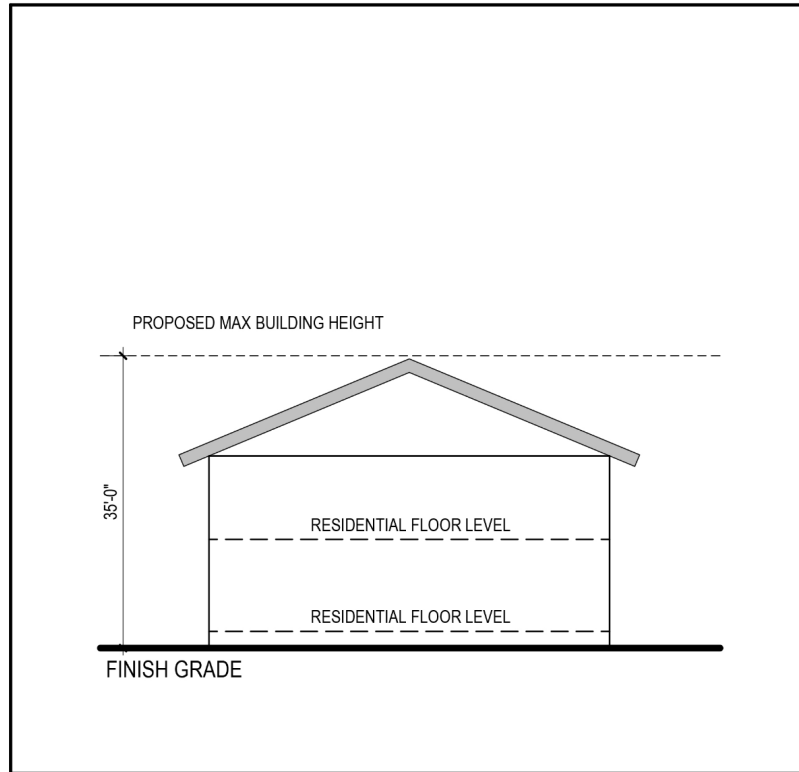 PROPOSED MAX BUILDING HEIGHT
35'-0"
RESIDENTIAL FLOOR LEVEL
RESIDENTIAL FLOOR LEVEL
FINISH GRADE